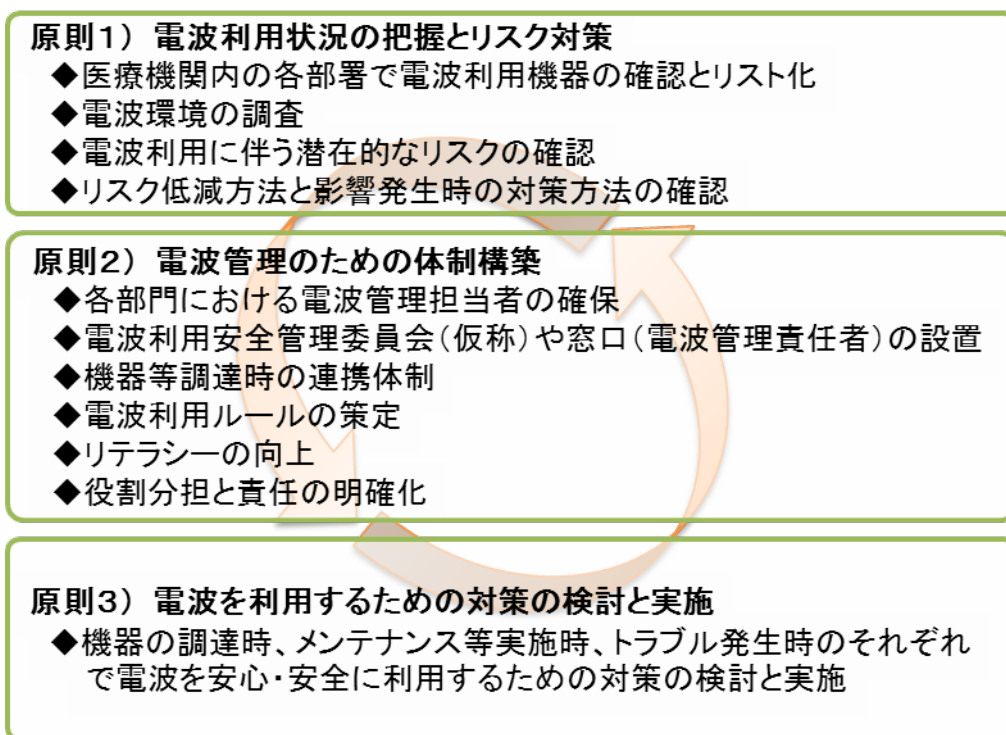 原則１） 電波利用状況の把握とリスク対策
◆医療機関内の各部署で電波利用機器の確認とリスト化
◆電波環境の調査
◆電波利用に伴う潜在的なリスクの確認
◆リスク低減方法と影響発生時の対策方法の確認
原則２） 電波管理のための体制構築
◆各部門における電波管理担当者の確保
◆電波利用安全管理委員会（仮称）や窓口（電波管理責任者）の設置
◆機器等調達時の連携体制
◆電波利用ルールの策定
◆リテラシーの向上
◆役割分担と責任の明確化
原則３） 電波を利用するための対策の検討と実施
◆機器の調達時、メンテナンス等実施時、トラブル発生時のそれぞれ
で電波を安心・安全に利用するための対策の検討と実施